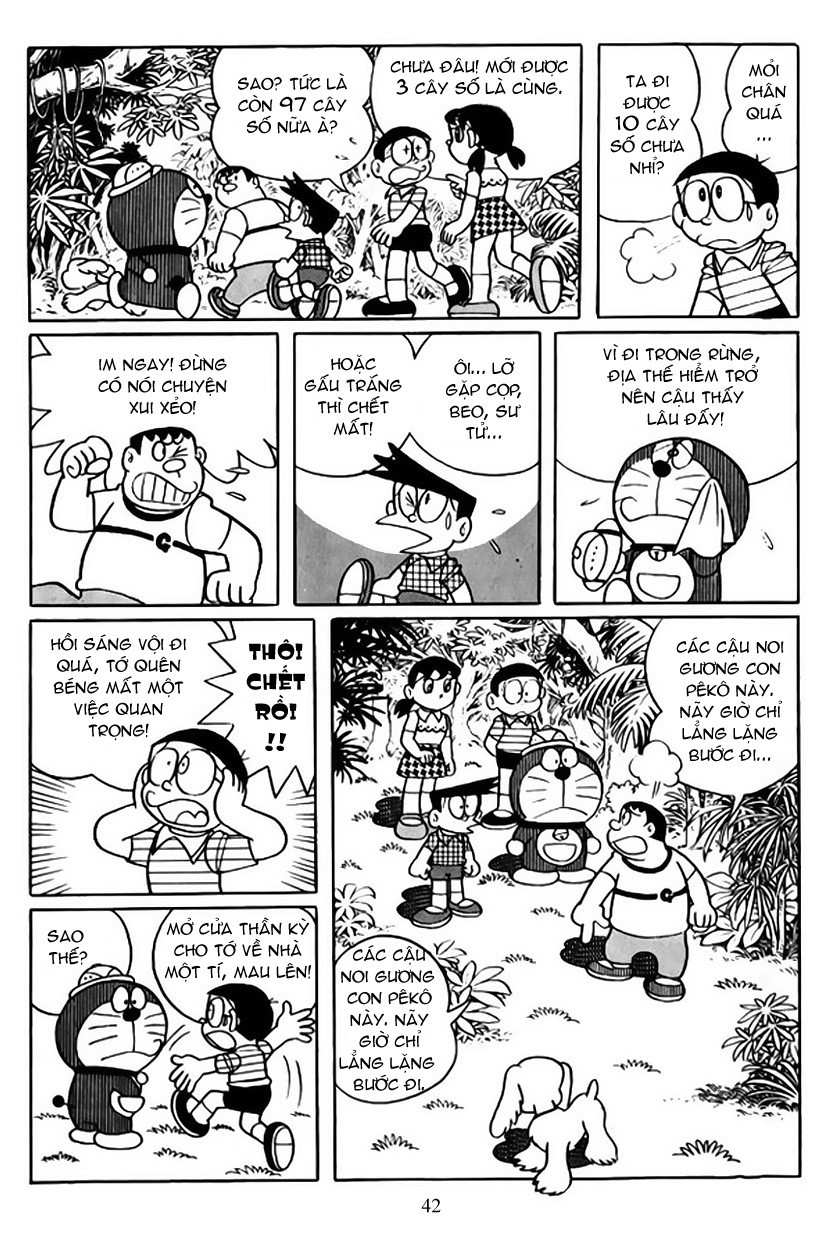 MỎI
CHÂN
QUÁ
...
TA ĐI
ĐƯỢC
10 CÂY
SỐ CHƯA
NHỈ?
CHƯA ĐÂU! MỚI ĐƯỢC
3 CÂY SỐ LÀ CÙNG.
SAO? TỨC LÀ
CÒN 97 CÂY
SỐ NỮA À?
VÌ ĐI TRONG RỪNG,
ĐỊA THẾ HIỂM TRỞ
NÊN CẬU THẤY
LÂU ĐẤY!
ÔI... LỠ
GẶP CỌP,
BEO, SƯ
TỬ...
HOẶC
GẤU TRẮNG
THÌ CHẾT
MẤT!
IM NGAY! ĐỪNG
CÓ NÓI CHUYỆN
XUI XẺO!
G
CÁC CẬU NOI
GƯƠNG CON
PÊKÔ NÀY.
NÃY GIỜ CHỈ
LẲNG LẶNG
BƯỚC ĐI...
G
CÁC CẬU
NOI GƯƠNG
CON PÊKÔ
NÀY. NÃY
GIỜ CHỈ
LẲNG LẶNG
BƯỚC ĐI.
THÔI
CHẾT
RỒI
!!
HỒI SÁNG VỘI ĐI
QUÁ, TỚ QUÊN
BÉNG MẤT MỘT
VIỆC QUAN
TRỌNG!
MỞ CỬA THẦN KỲ
CHO TỚ VỀ NHÀ
MỘT TÍ, MAU LÊN!
SAO
THẾ?
42